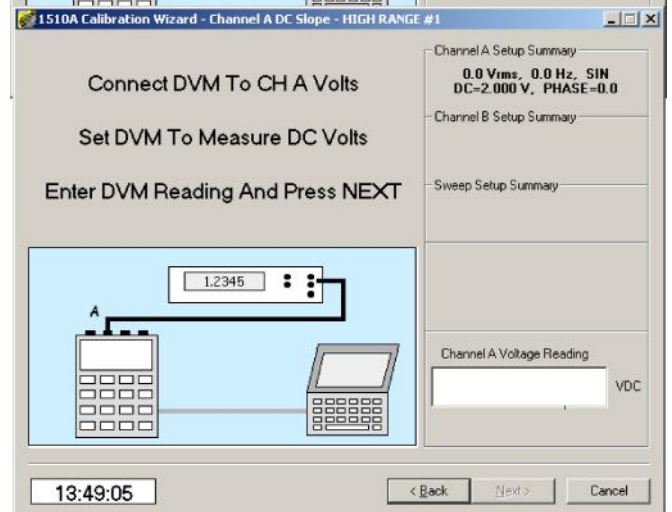 1510A Calibration Wizard - Channel A DC Slope - HIGH RANGE #1
Connect DVM To CH A Volts
Set DVM To Measure DC Volts
Enter DVM Reading And Press NEXT
1.2345
A
Channel A Setup Summary
0.0 Vrms, 0.0 Hz, SIN
DC=2.000 V, PHASE=0.0
Channel B Setup Summary
Sweep Setup Summary
Channel A Voltage Reading
VDC
13:49:05
< Back
Next >
Cancel